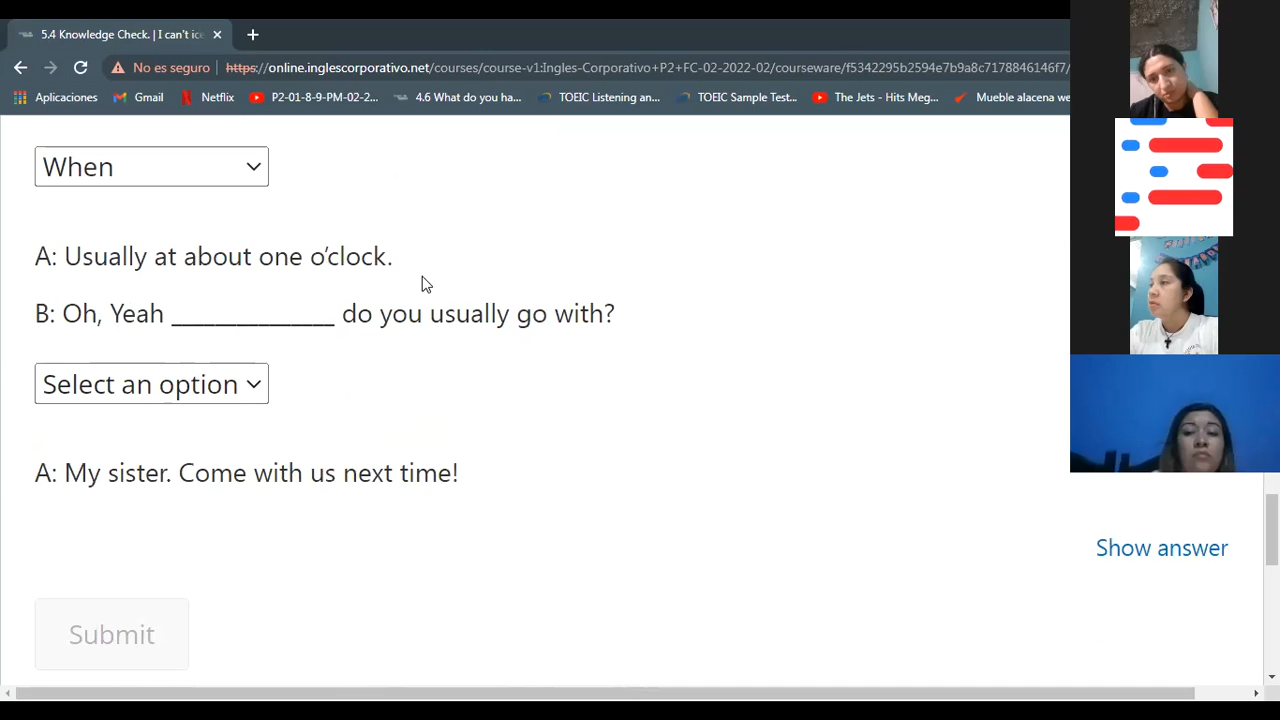 5.4 Knowledge Check. | I can't ice
No es seguro
https://online.inglescorporativo.net/courses/course-v1:Ingles-Corporativo+P2+FC-02-2022-02/courseware/f5342295b2594e7b9a8c7178846146f7/
Aplicaciones
Gmail
Netflix
P2-01-8-9-PM-02-2...
4.6 What do you ha...
TOEIC Listening an...
TOEIC Sample Test...
The Jets - Hits Meg...
Mueble alacena we
When
A: Usually at about one o’clock.
B: Oh, Yeah ______________ do you usually go with?
Select an option
A: My sister. Come with us next time!
Show answer
Submit